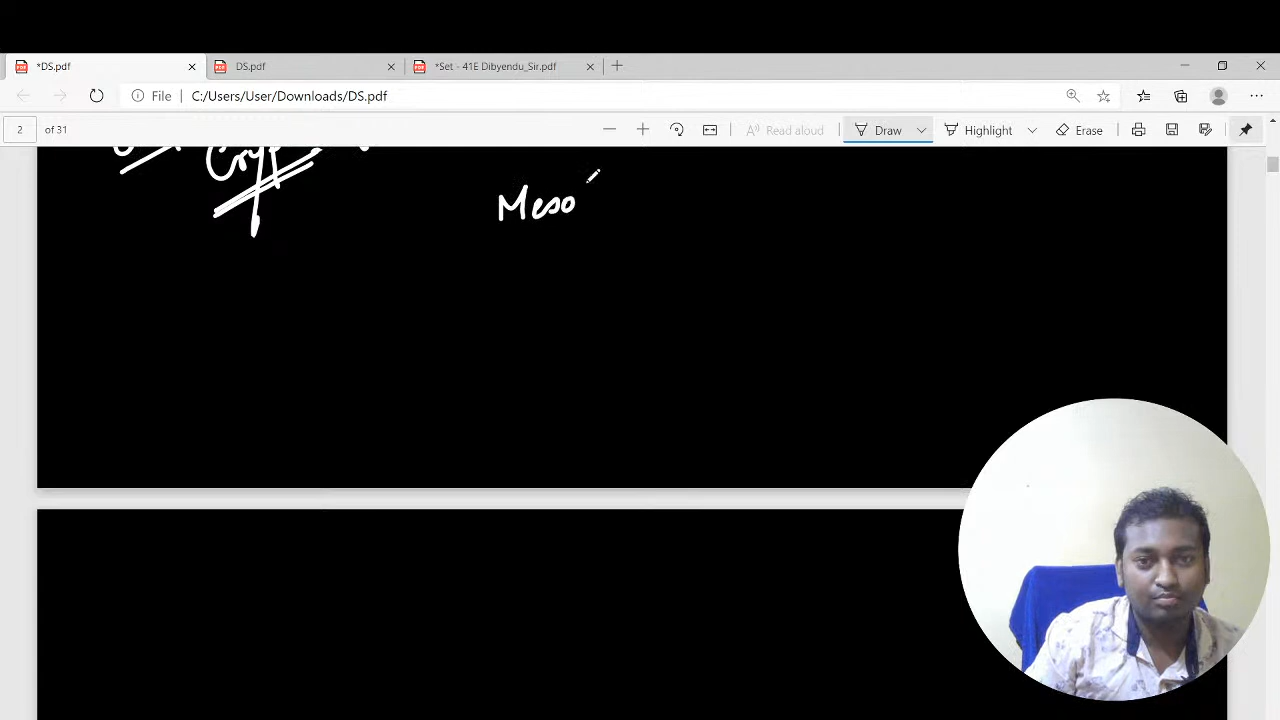 *DS.pdf DS.pdf *Set - 41E Dibyendu_Sir.pdf
File C:/Users/User/Downloads/DS.pdf
2 of 31 Read aloud Draw Highlight Erase
Meso